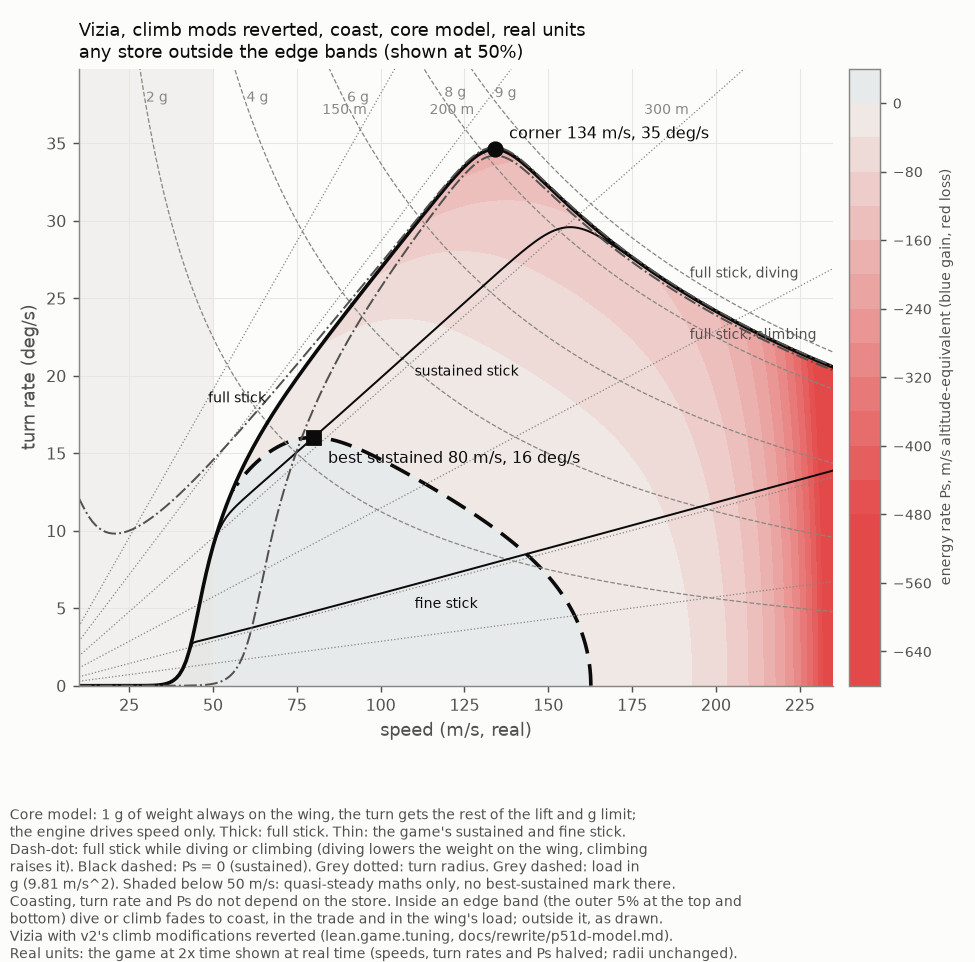 Vizia, climb mods reverted, coast, core model, real units
any store outside the edge bands (shown at 50%)
2 g
4 g
6 g
8 g
9 g
150 m
200 m
300 m
corner 134 m/s, 35 deg/s
full stick, diving
full stick, climbing
sustained stick
full stick
best sustained 80 m/s, 16 deg/s
fine stick
turn rate (deg/s)
35
30
25
20
15
10
5
0
25
50
75
100
125
150
175
200
225
speed (m/s, real)
0
−80
−160
−240
−320
−400
−480
−560
−640
energy rate Ps, m/s altitude-equivalent (blue gain, red loss)
Core model: 1 g of weight always on the wing, the turn gets the rest of the lift and g limit;
the engine drives speed only. Thick: full stick. Thin: the game's sustained and fine stick.
Dash-dot: full stick while diving or climbing (diving lowers the weight on the wing, climbing
raises it). Black dashed: Ps = 0 (sustained). Grey dotted: turn radius. Grey dashed: load in
g (9.81 m/s^2). Shaded below 50 m/s: quasi-steady maths only, no best-sustained mark there.
Coasting, turn rate and Ps do not depend on the store. Inside an edge band (the outer 5% at the top and
bottom) dive or climb fades to coast, in the trade and in the wing's load; outside it, as drawn.
Vizia with v2's climb modifications reverted (lean.game.tuning, docs/rewrite/p51d-model.md).
Real units: the game at 2x time shown at real time (speeds, turn rates and Ps halved; radii unchanged).